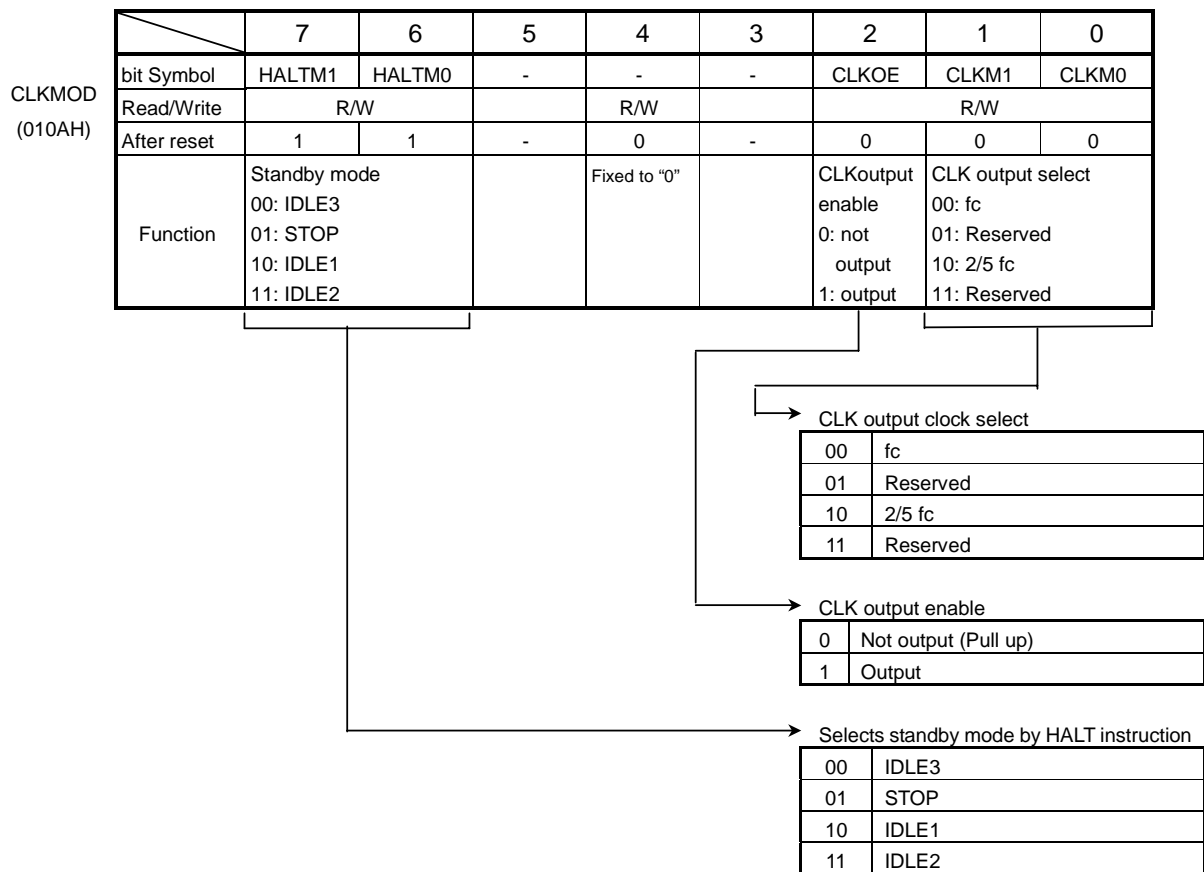 7 6 5 4 3 2 1 0
CLKMOD
(010AH)
bit Symbol HALTM1 HALTM0 - - - CLKOE CLKM1 CLKM0
Read/Write R/W R/W R/W
After reset 1 1 - 0 - 0 0 0
Function
Standby mode
00: IDLE3
01: STOP
10: IDLE1
11: IDLE2
Fixed to “0”
CLKoutput
enable
0: not
output
1: output
CLK output select
00: fc
01: Reserved
10: 2/5 fc
11: Reserved
CLK output clock select
00 fc
01 Reserved
10 2/5 fc
11 Reserved
CLK output enable
0 Not output (Pull up)
1 Output
Selects standby mode by HALT instruction
00 IDLE3
01 STOP
10 IDLE1
11 IDLE2